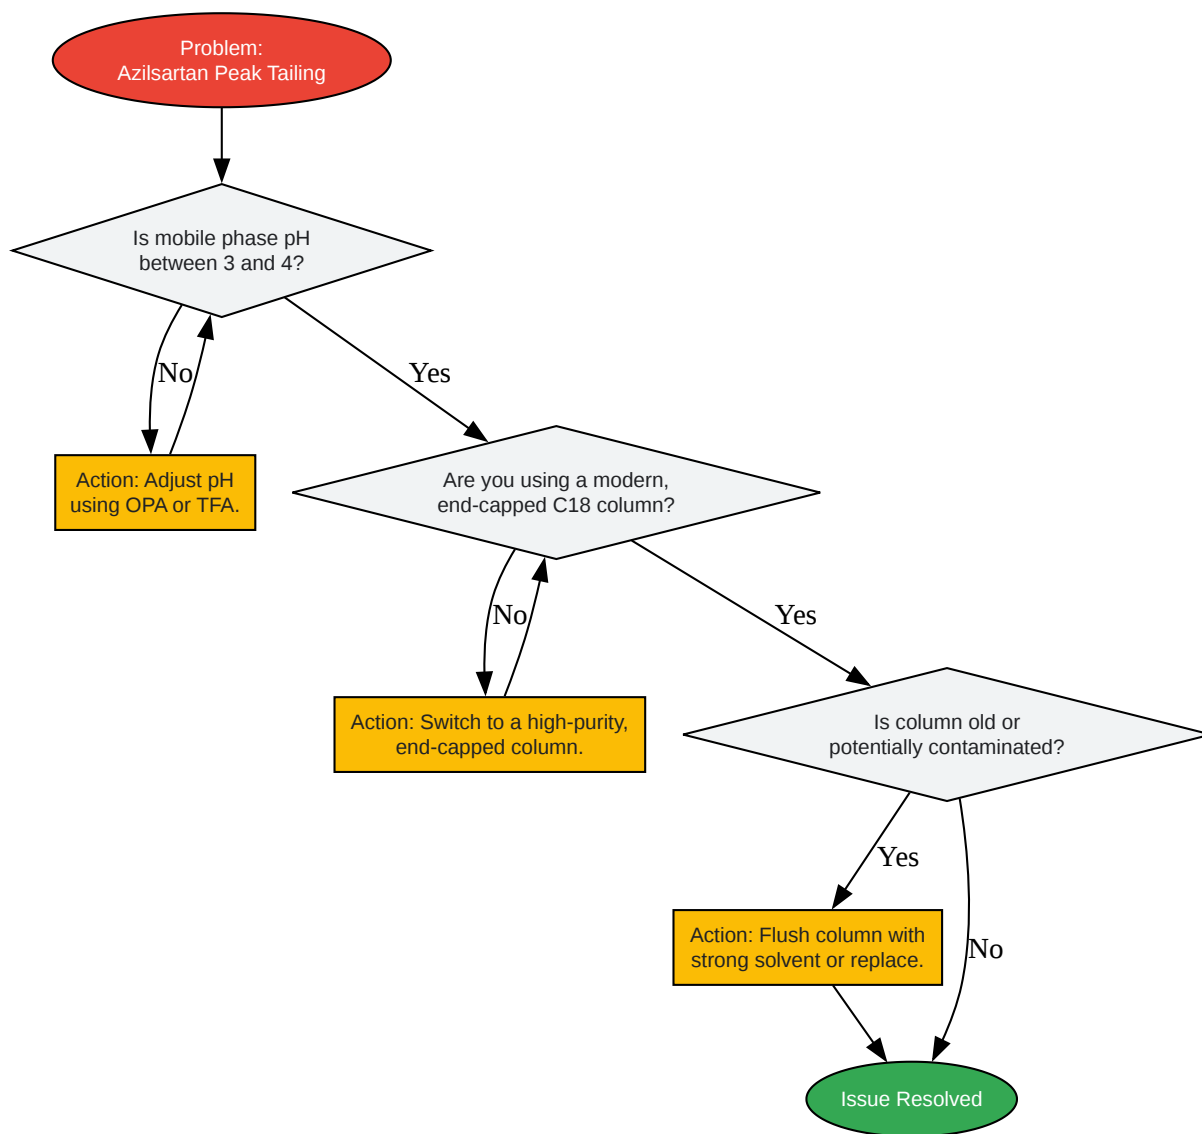 Problem:
Azilsartan Peak Tailing
Is mobile phase pH
between 3 and 4?
No
Yes
Action: Adjust pH
using OPA or TFA.
Are you using a modern,
end-capped C18 column?
No
Yes
Action: Switch to a high-purity,
end-capped column.
Is column old or
potentially contaminated?
Yes
No
Action: Flush column with
strong solvent or replace.
Issue Resolved